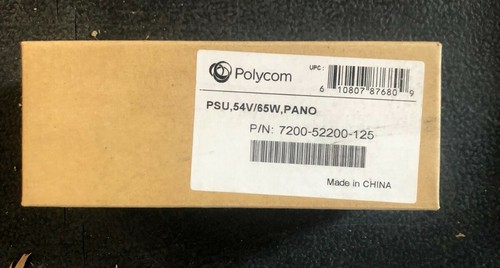 Polycom
UPC:
6 10807 87680 9
PSU,54V/65W,PANO
P/N: 7200-52200-125
Made in CHINA